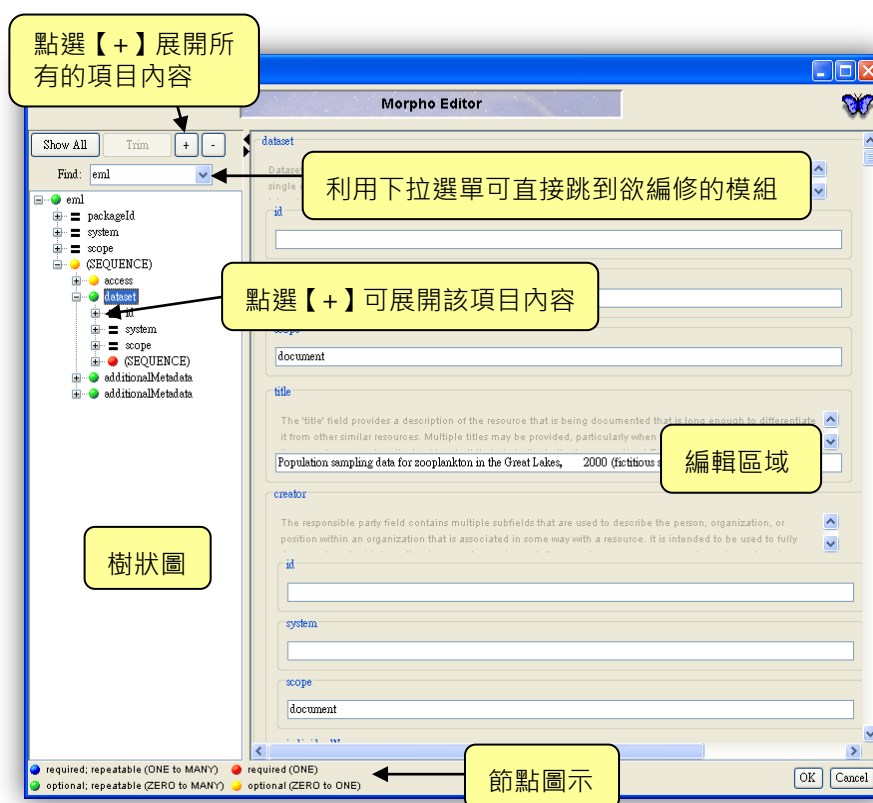 點選【+】展開所
有的項目內容
Morpho Editor
Show All Trim + -
Find: eml
eml
packageId
system
scope
(SEQUENCE)
access
dataset
id
system
scope
(SEQUENCE)
additionalMetadata
additionalMetadata
樹狀圖
dataset
Datase
single
利用下拉選單可直接跳到欲編修的模組
id
點選【+】可展開該項目內容
scope
document
title
The 'title' field provides a description of the resource that is being documented that is long enough to differentiate
it from other similar resources. Multiple titles may be provided, particularly when
Population sampling data for zooplankton in the Great Lakes, 2000 (fictitious s
編輯區域
creator
The responsible party field contains multiple subfields that are used to describe the person, organization, or
position within an organization that is associated in some way with a resource. It is intended to be used to fully
id
system
scope
document
required; repeatable (ONE to MANY) required (ONE)
optional; repeatable (ZERO to MANY) optional (ZERO to ONE)
節點圖示
OK Cancel